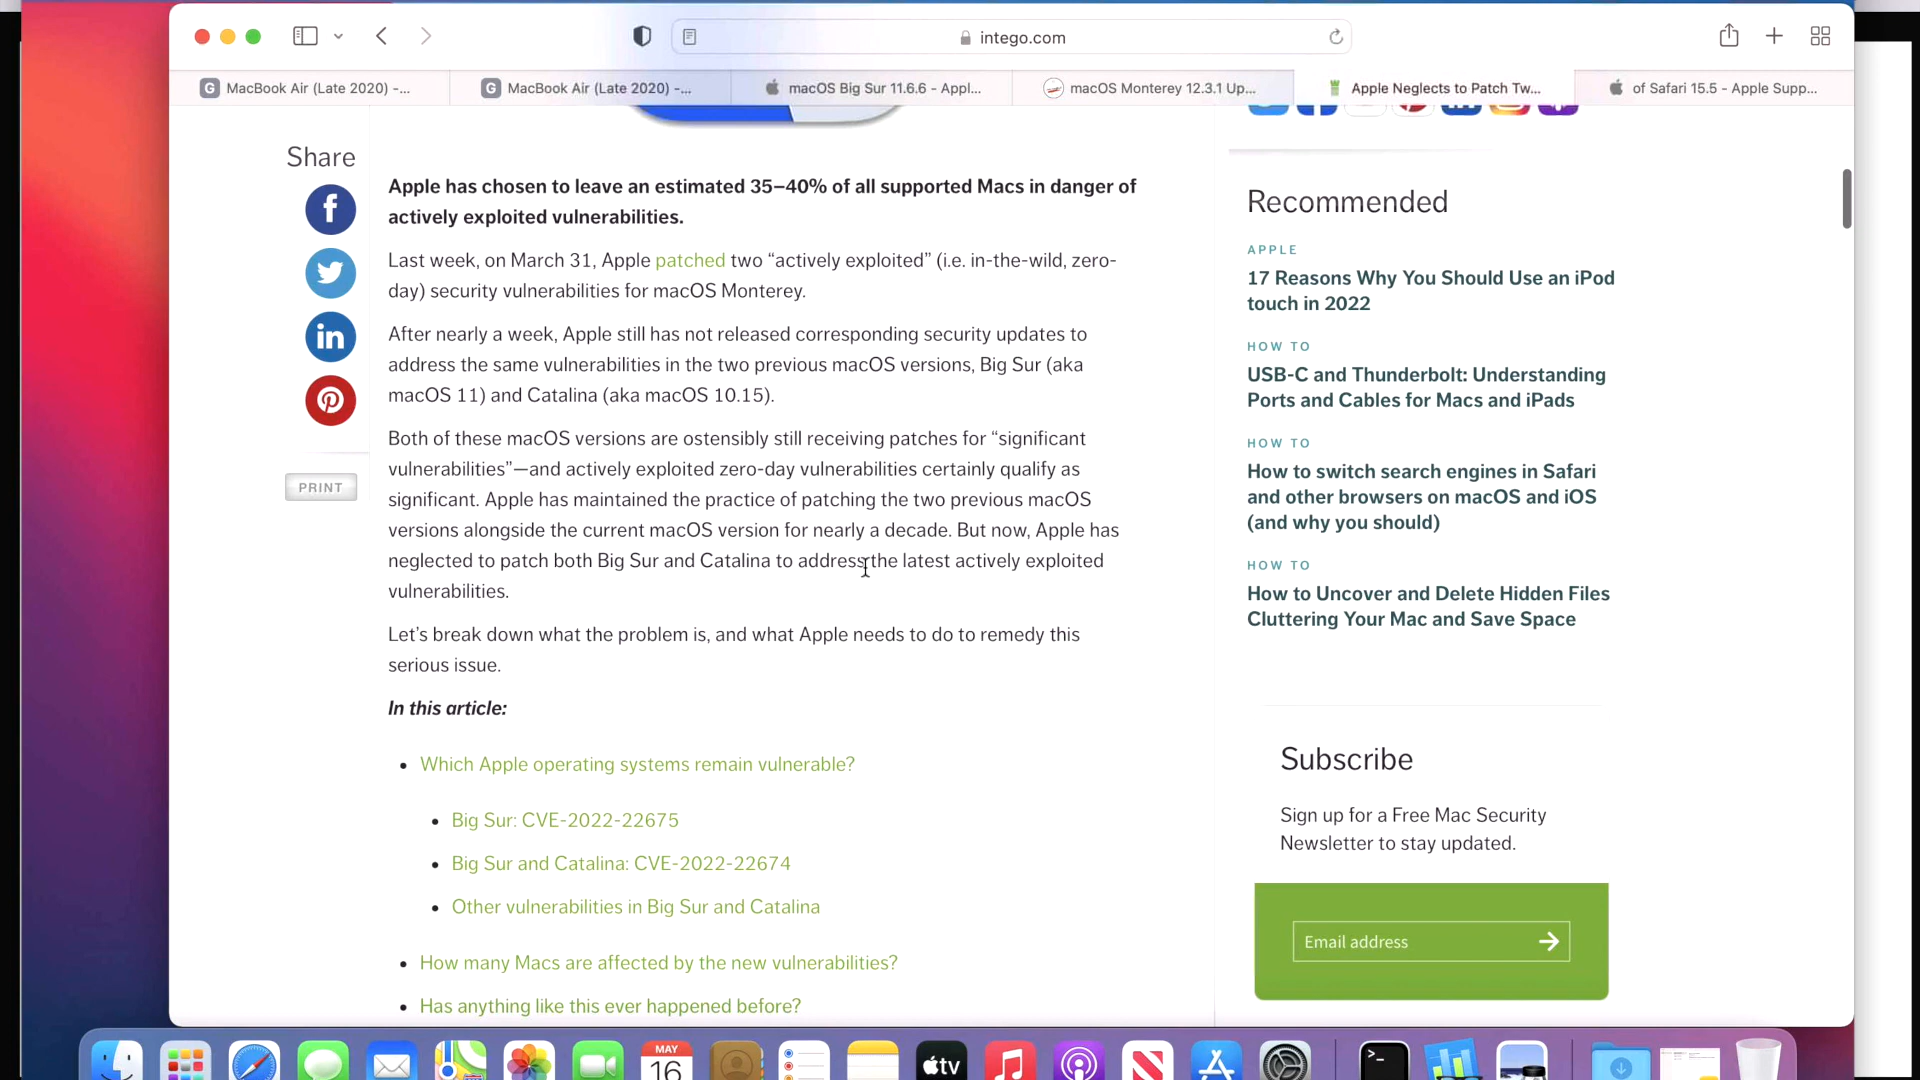 intego.com
MacBook Air (Late 2020) -...
MacBook Air (Late 2020) -...
macOS Big Sur 11.6.6 - Appl...
macOS Monterey 12.3.1 Up...
Apple Neglects to Patch Tw...
of Safari 15.5 - Apple Supp...
Share
PRINT
Apple has chosen to leave an estimated 35–40% of all supported Macs in danger of
actively exploited vulnerabilities.
Last week, on March 31, Apple patched two “actively exploited” (i.e. in-the-wild, zero-
day) security vulnerabilities for macOS Monterey.
After nearly a week, Apple still has not released corresponding security updates to
address the same vulnerabilities in the two previous macOS versions, Big Sur (aka
macOS 11) and Catalina (aka macOS 10.15).
Both of these macOS versions are ostensibly still receiving patches for “significant
vulnerabilities”—and actively exploited zero-day vulnerabilities certainly qualify as
significant. Apple has maintained the practice of patching the two previous macOS
versions alongside the current macOS version for nearly a decade. But now, Apple has
neglected to patch both Big Sur and Catalina to address the latest actively exploited
vulnerabilities.
Let’s break down what the problem is, and what Apple needs to do to remedy this
serious issue.
In this article:
Which Apple operating systems remain vulnerable?
Big Sur: CVE-2022-22675
Big Sur and Catalina: CVE-2022-22674
Other vulnerabilities in Big Sur and Catalina
How many Macs are affected by the new vulnerabilities?
Has anything like this ever happened before?
Recommended
APPLE
17 Reasons Why You Should Use an iPod
touch in 2022
HOW TO
USB-C and Thunderbolt: Understanding
Ports and Cables for Macs and iPads
HOW TO
How to switch search engines in Safari
and other browsers on macOS and iOS
(and why you should)
HOW TO
How to Uncover and Delete Hidden Files
Cluttering Your Mac and Save Space
Subscribe
Sign up for a Free Mac Security
Newsletter to stay updated.
Email address
MAY
16
tv